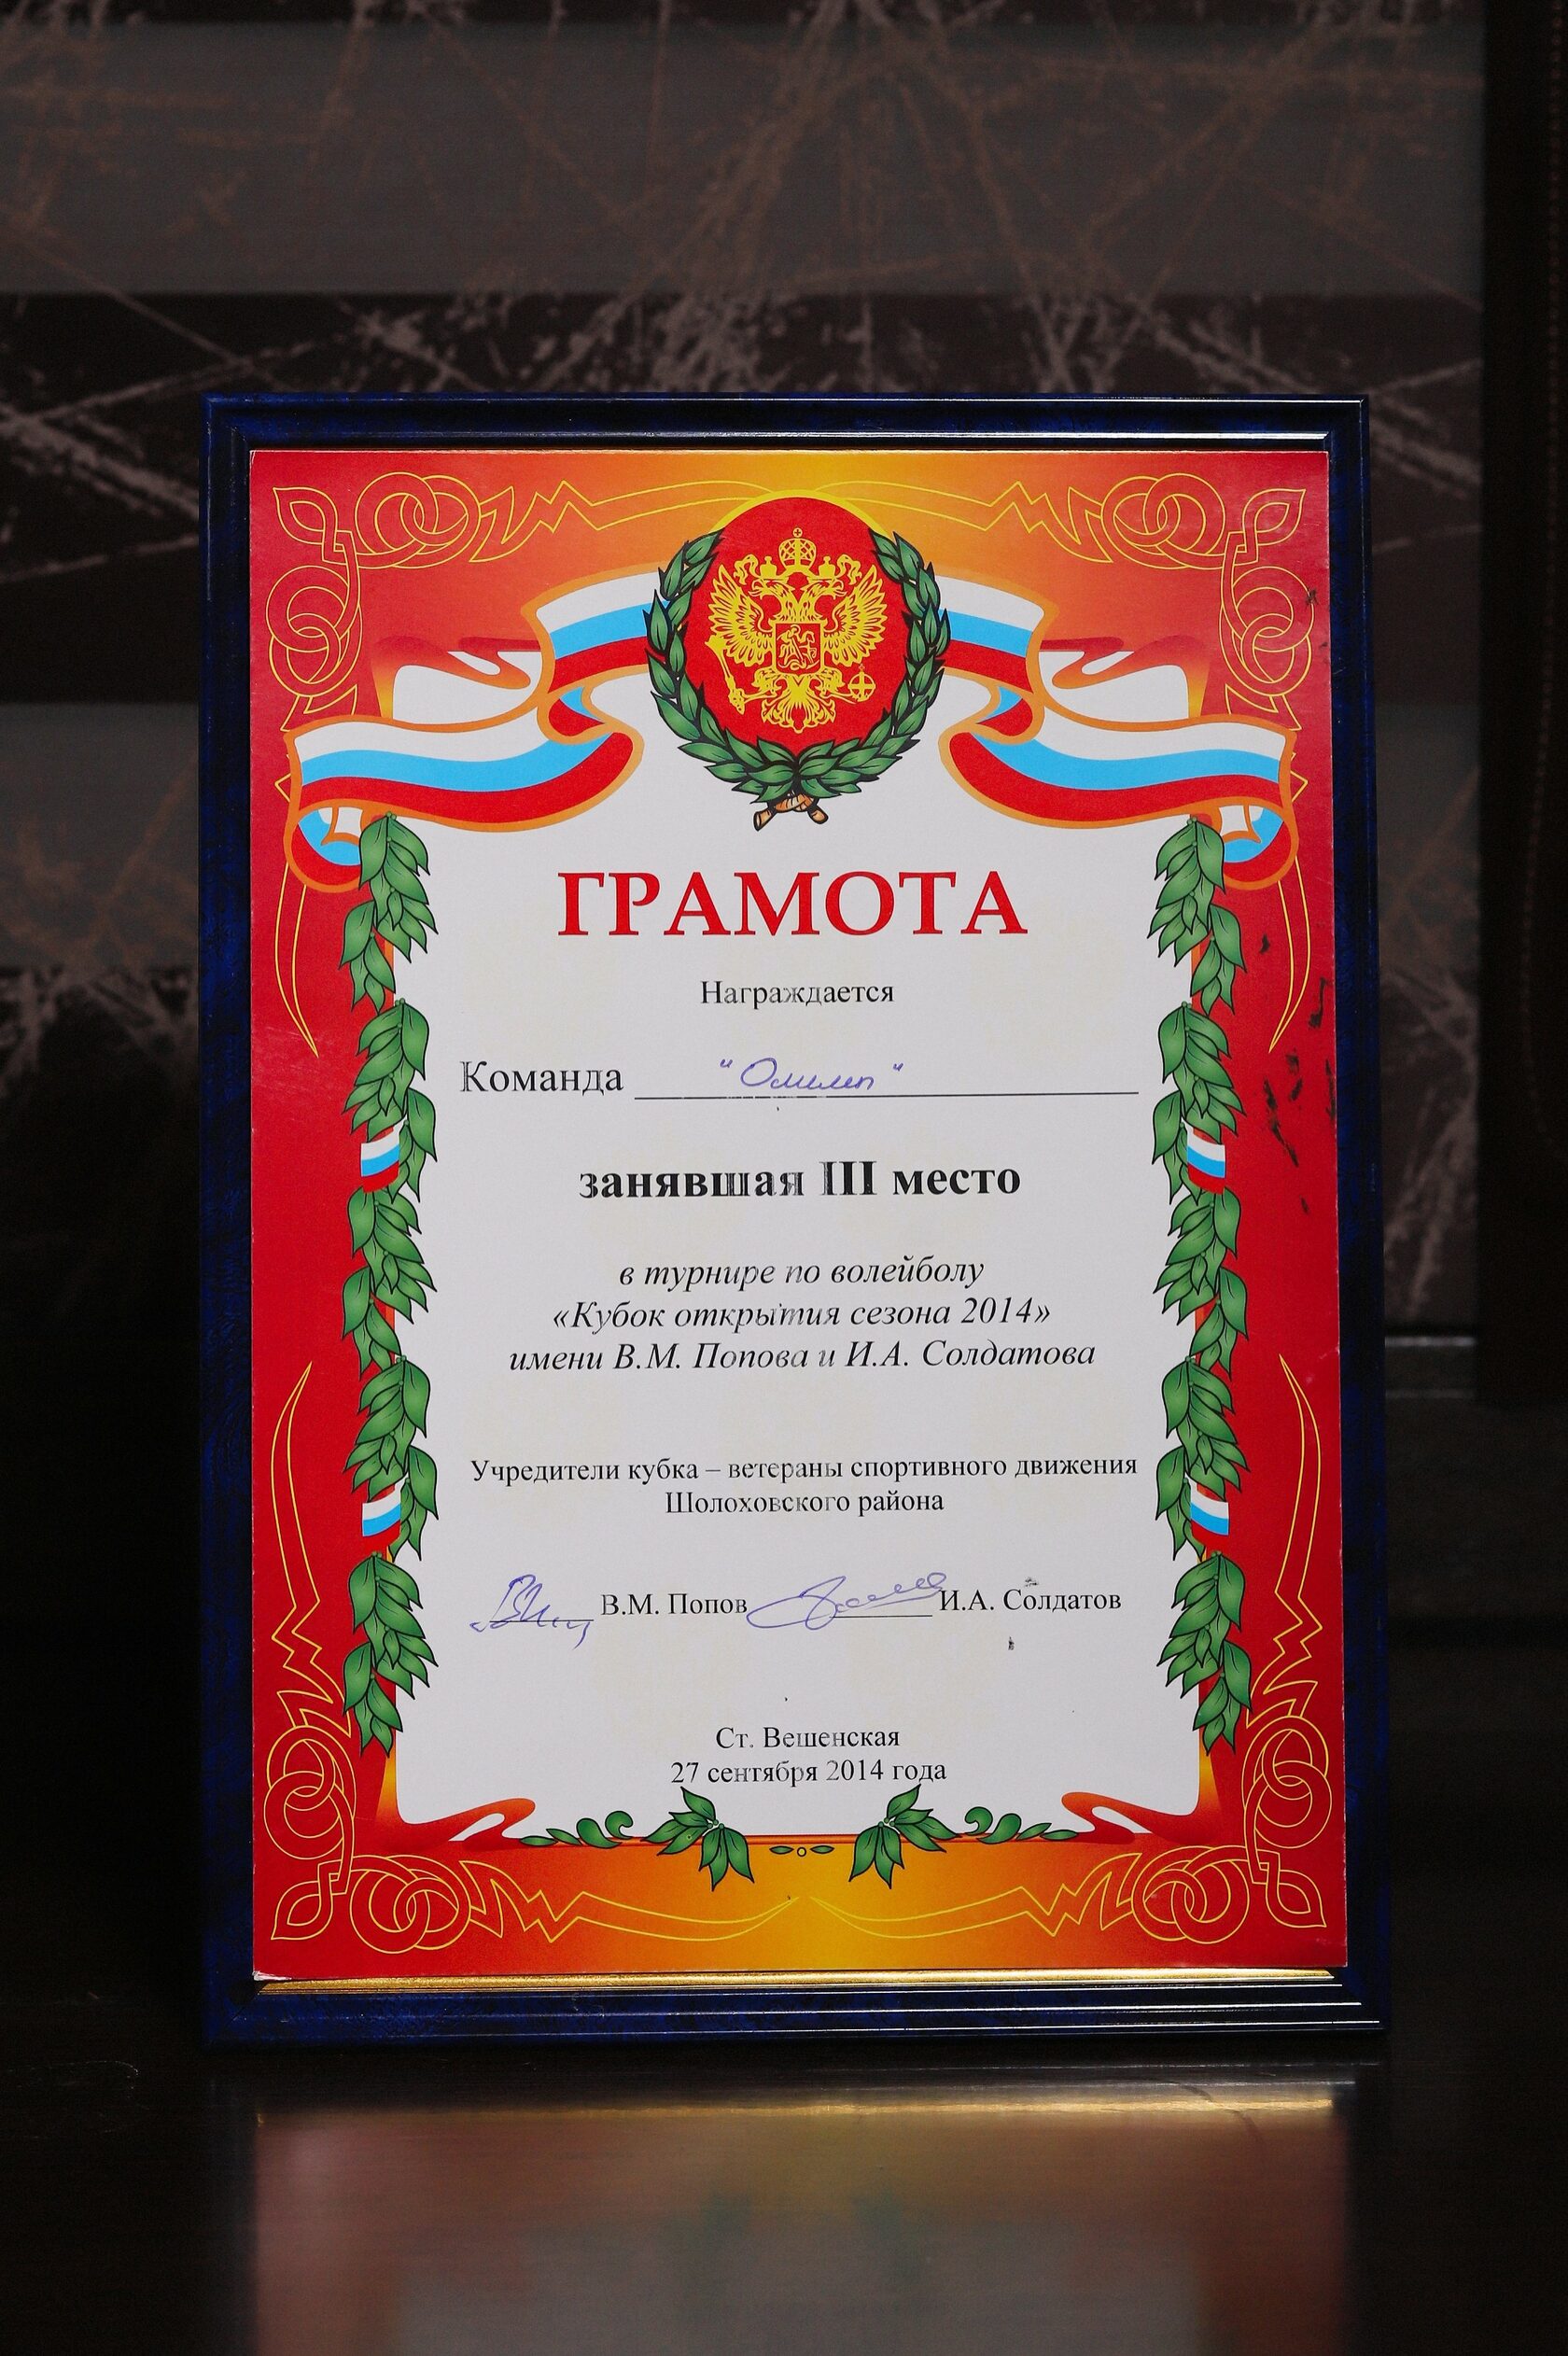 ГРАМОТА
Награждается
Команда
занявшая III место
в турнире по волейболу
«Кубок открытия сезона 2014»
имени В.М. Попова и И.А. Солдатова
Учредители кубка – ветераны спортивного движения
Шолоховского района
В.М. Попов И.А. Солдатов
Ст. Вешенская
27 сентября 2014 года